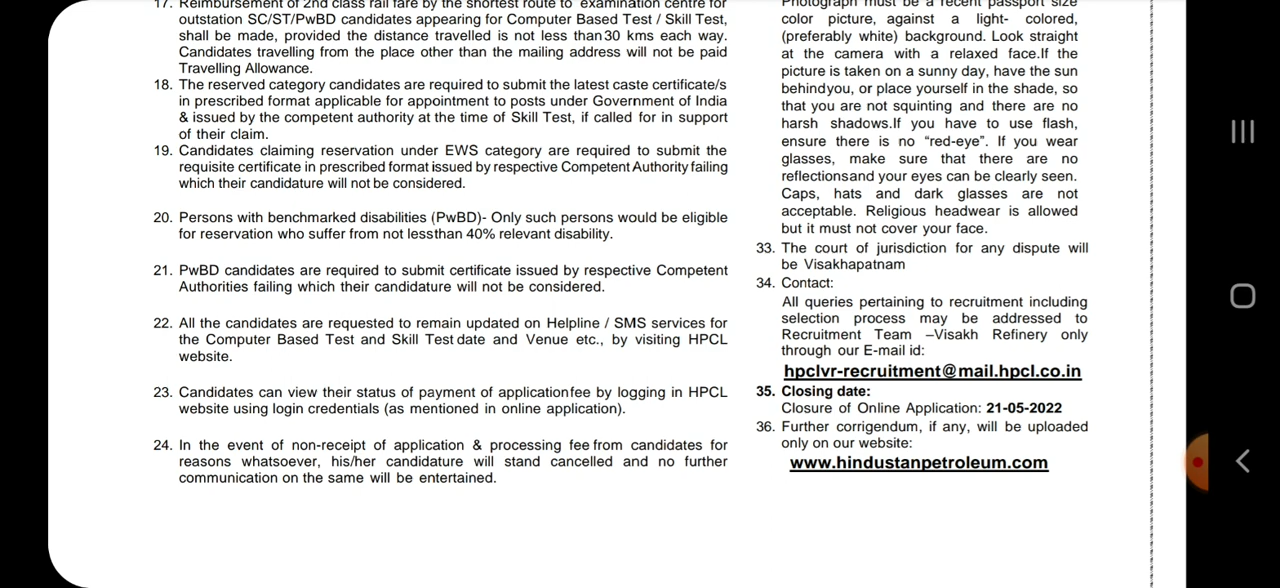 17. Reimbursement of 2nd class rail fare by the shortest route to examination centre for
outstation SC/ST/PwBD candidates appearing for Computer Based Test / Skill Test,
shall be made, provided the distance travelled is not less than30 kms each way.
Candidates travelling from the place other than the mailing address will not be paid
Travelling Allowance.
18. The reserved category candidates are required to submit the latest caste certificate/s
in prescribed format applicable for appointment to posts under Government of India
& issued by the competent authority at the time of Skill Test, if called for in support
of their claim.
19. Candidates claiming reservation under EWS category are required to submit the
requisite certificate in prescribed format issued by respective Competent Authority failing
which their candidature will not be considered.
20. Persons with benchmarked disabilities (PwBD)- Only such persons would be eligible
for reservation who suffer from not lessthan 40% relevant disability.
21. PwBD candidates are required to submit certificate issued by respective Competent
Authorities failing which their candidature will not be considered.
22. All the candidates are requested to remain updated on Helpline / SMS services for
the Computer Based Test and Skill Test date and Venue etc., by visiting HPCL
website.
23. Candidates can view their status of payment of applicationfee by logging in HPCL
website using login credentials (as mentioned in online application).
24. In the event of non-receipt of application & processing fee from candidates for
reasons whatsoever, his/her candidature will stand cancelled and no further
communication on the same will be entertained.
Photograph must be a recent passport size
color picture, against a light- colored,
(preferably white) background. Look straight
at the camera with a relaxed face.If the
picture is taken on a sunny day, have the sun
behindyou, or place yourself in the shade, so
that you are not squinting and there are no
harsh shadows.If you have to use flash,
ensure there is no “red-eye”. If you wear
glasses, make sure that there are no
reflectionsand your eyes can be clearly seen.
Caps, hats and dark glasses are not
acceptable. Religious headwear is allowed
but it must not cover your face.
33. The court of jurisdiction for any dispute will
be Visakhapatnam
34. Contact:
All queries pertaining to recruitment including
selection process may be addressed to
Recruitment Team –Visakh Refinery only
through our E-mail id:
hpclvr-recruitment@mail.hpcl.co.in
35. Closing date:
Closure of Online Application: 21-05-2022
36. Further corrigendum, if any, will be uploaded
only on our website:
www.hindustanpetroleum.com